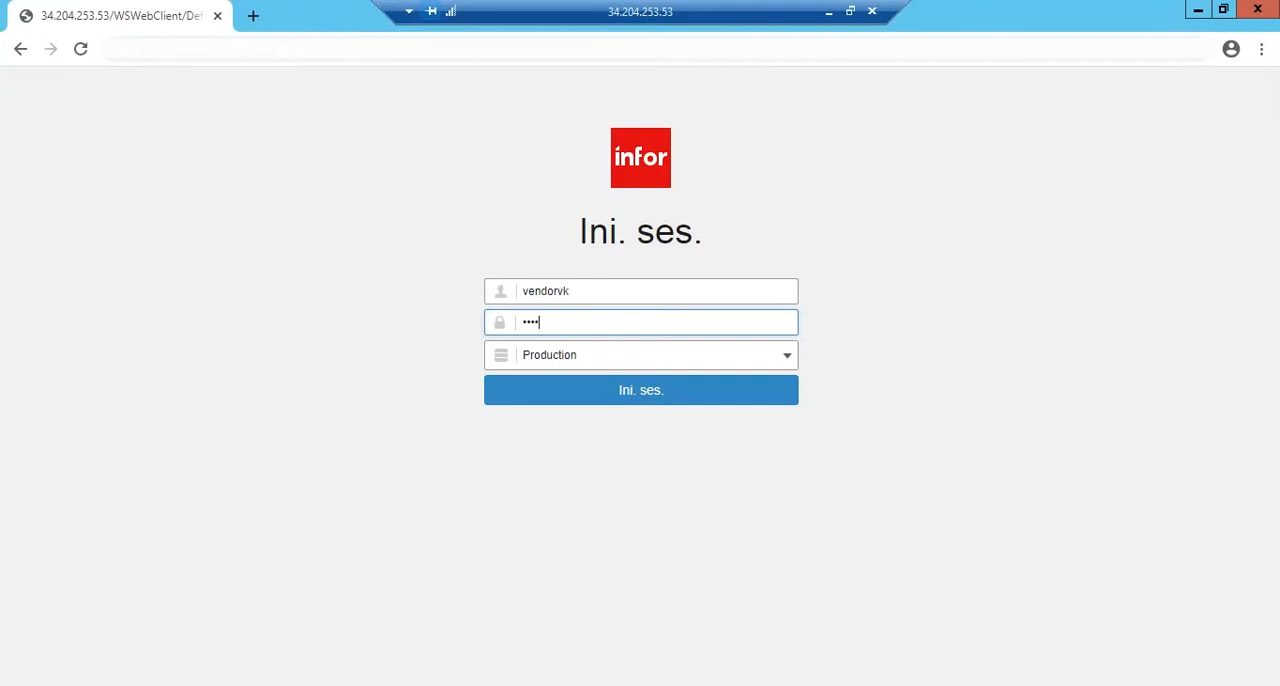 34.204.253.53/WSWebClient/Def
34.204.253.53
infor
Ini. ses.
vendorvk
••••
Production
Ini. ses.